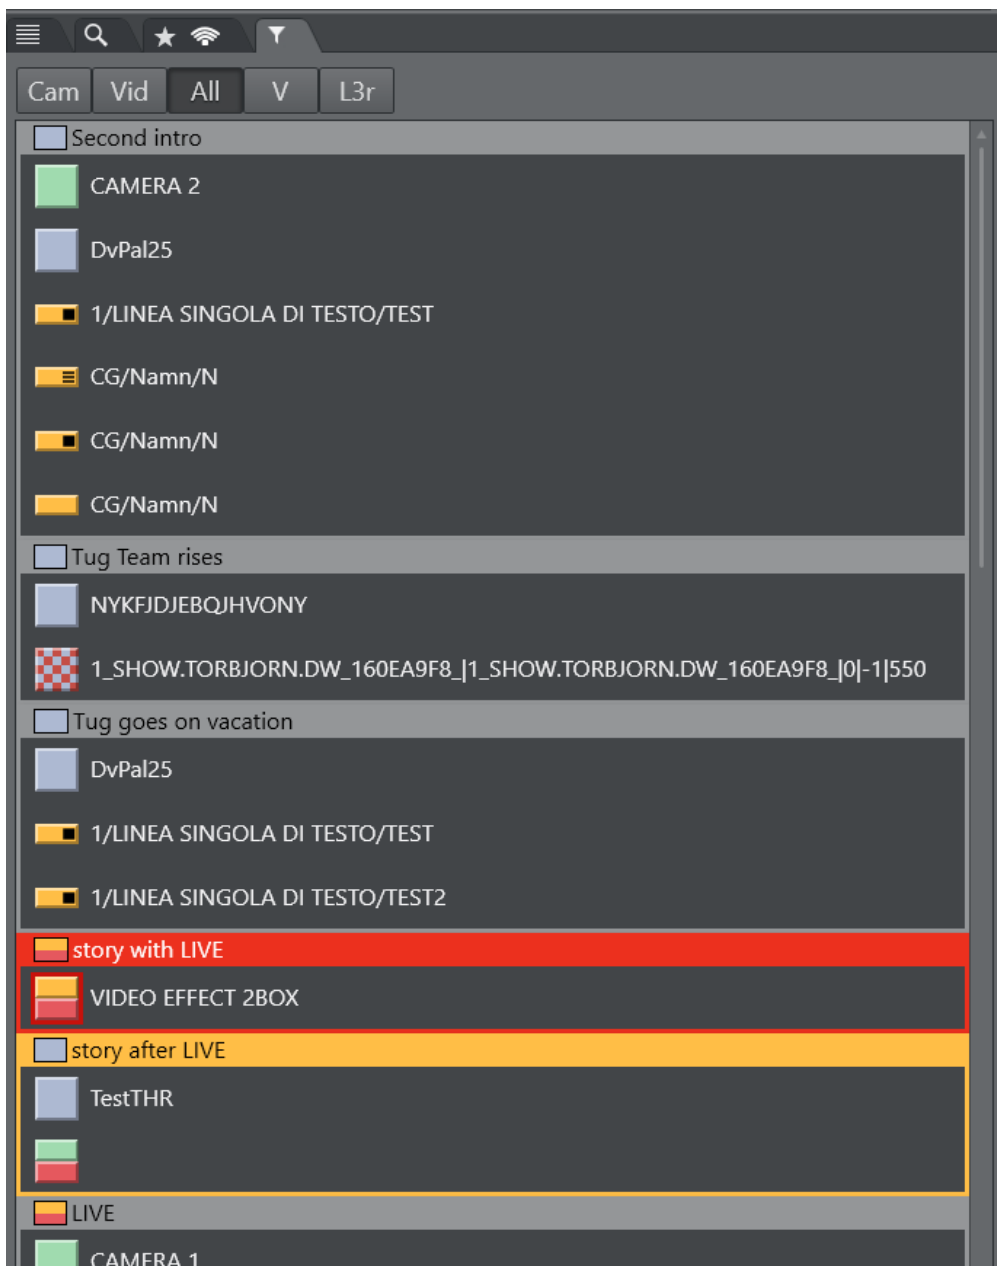 Cam Vid All V L3r
Second intro
CAMERA 2
DvPal25
1/LINEA SINGOLA DI TESTO/TEST
CG/Namn/N
CG/Namn/N
CG/Namn/N
Tug Team rises
NYKFJDJEBQJHVONY
1_SHOW.TORBJORN.DW_160EA9F8_|1_SHOW.TORBJORN.DW_160EA9F8_|0|-1|550
Tug goes on vacation
DvPal25
1/LINEA SINGOLA DI TESTO/TEST
1/LINEA SINGOLA DI TESTO/TEST2
story with LIVE
VIDEO EFFECT 2BOX
story after LIVE
TestTHR
LIVE
CAMERA 1